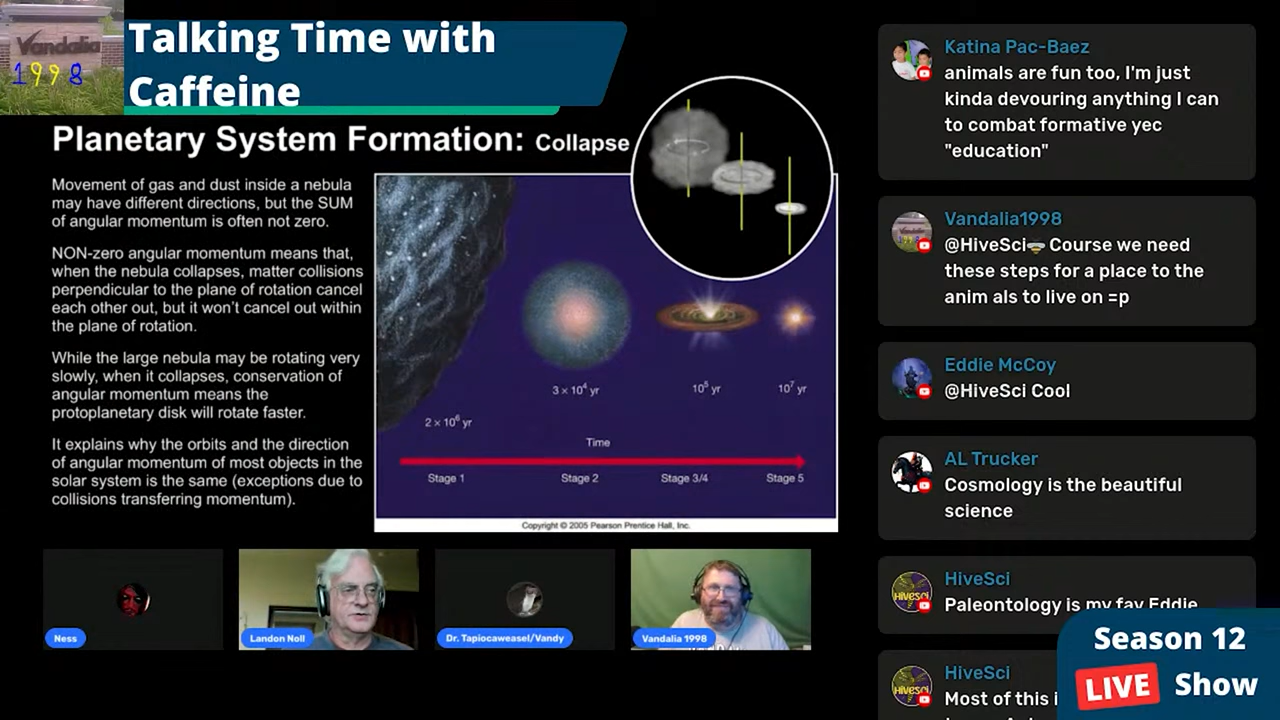 Vandalia
1998
Talking Time with
Caffeine
Planetary System Formation: Collapse
Movement of gas and dust inside a nebula
may have different directions, but the SUM
of angular momentum is often not zero.
NON-zero angular momentum means that,
when the nebula collapses, matter collisions
perpendicular to the plane of rotation cancel
each other out, but it won't cancel out within
the plane of rotation.
While the large nebula may be rotating very
slowly, when it collapses, conservation of
angular momentum means the
protoplanetary disk will rotate faster.
It explains why the orbits and the direction
of angular momentum of most objects in the
solar system is the same (exceptions due to
collisions transferring momentum).
2 × 10⁶ yr
3 × 10⁴ yr
10⁵ yr
10⁷ yr
Time
Stage 1
Stage 2
Stage 3/4
Stage 5
Copyright © 2005 Pearson Prentice Hall, Inc.
Ness
Landon Noll
Dr. Tapiocaweasel/Vandy
Vandalia 1998
Katina Pac-Baez
animals are fun too, I'm just
kinda devouring anything I can
to combat formative yec
"education"
Vandalia1998
@HiveSci🐝 Course we need
these steps for a place to the
anim als to live on =p
Eddie McCoy
@HiveSci Cool
AL Trucker
Cosmology is the beautiful
science
HiveSci
Paleontology is my fav Eddie
HiveSci
Most of this i
Season 12
LIVE Show